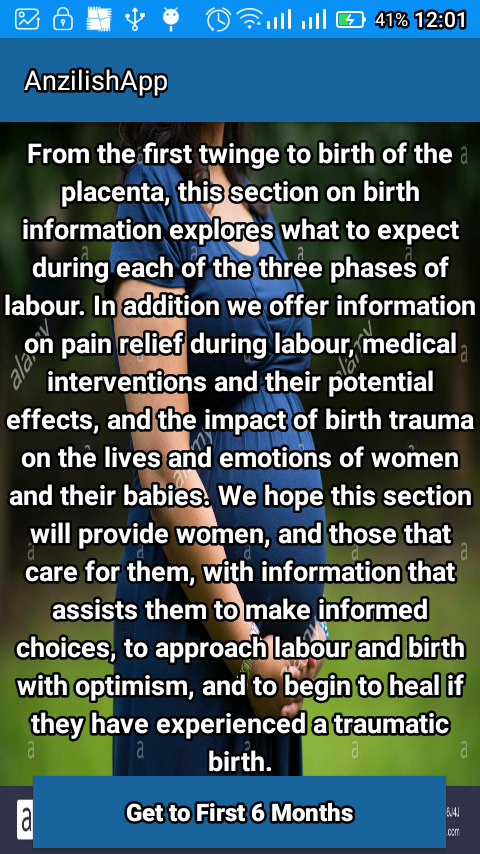 41% 12:01
AnzilishApp
From the first twinge to birth of the
placenta, this section on birth
information explores what to expect
during each of the three phases of
labour. In addition we offer information
on pain relief during labour, medical
interventions and their potential
effects, and the impact of birth trauma
on the lives and emotions of women
and their babies. We hope this section
will provide women, and those that
care for them, with information that
assists them to make informed
choices, to approach labour and birth
with optimism, and to begin to heal if
they have experienced a traumatic
birth.
Get to First 6 Months
alamy
alamy
alamy
a
.com